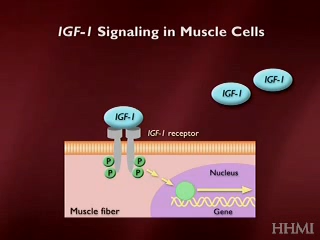 IGF-1 Signaling in Muscle Cells
IGF-1
IGF-1
IGF-1
IGF-1 receptor
P
P
P
P
Nucleus
Muscle fiber
Gene
HHMI